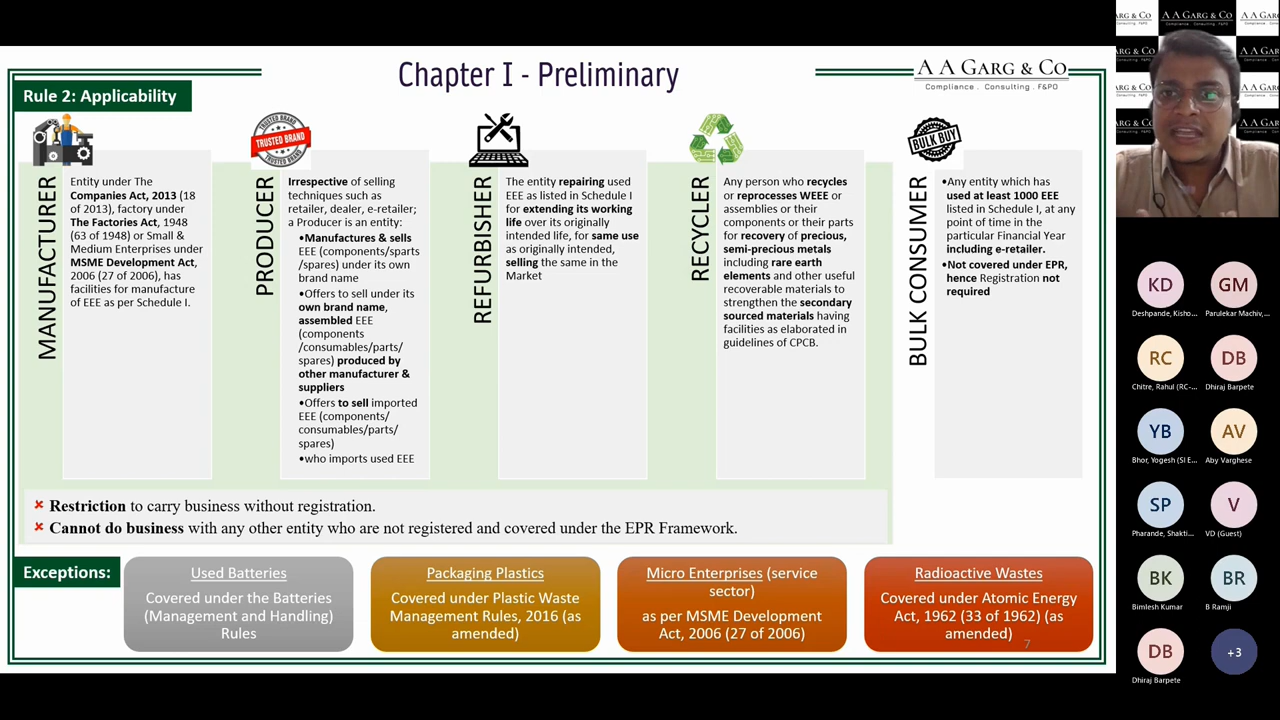 Chapter I - Preliminary
A A GARG & CO
Compliance . Consulting . F&PO
Rule 2: Applicability
MANUFACTURER
Entity under The
Companies Act, 2013 (18
of 2013), factory under
The Factories Act, 1948
(63 of 1948) or Small &
Medium Enterprises under
MSME Development Act,
2006 (27 of 2006), has
facilities for manufacture
of EEE as per Schedule I.
TRUSTED BRAND
PRODUCER
Irrespective of selling
techniques such as
retailer, dealer, e-retailer;
a Producer is an entity:
•Manufactures & sells
EEE (components/sparts
/spares) under its own
brand name
•Offers to sell under its
own brand name,
assembled EEE
(components
/consumables/parts/
spares) produced by
other manufacturer &
suppliers
•Offers to sell imported
EEE (components/
consumables/parts/
spares)
•who imports used EEE
REFURBISHER
The entity repairing used
EEE as listed in Schedule I
for extending its working
life over its originally
intended life, for same use
as originally intended,
selling the same in the
Market
RECYCLER
Any person who recycles
or reprocesses WEEE or
assemblies or their
components or their parts
for recovery of precious,
semi-precious metals
including rare earth
elements and other useful
recoverable materials to
strengthen the secondary
sourced materials having
facilities as elaborated in
guidelines of CPCB.
BULK BUY
BULK CONSUMER
•Any entity which has
used at least 1000 EEE
listed in Schedule I, at any
point of time in the
particular Financial Year
including e-retailer.
•Not covered under EPR,
hence Registration not
required
Restriction to carry business without registration.
Cannot do business with any other entity who are not registered and covered under the EPR Framework.
Exceptions:
Used Batteries
Covered under the Batteries
(Management and Handling)
Rules
Packaging Plastics
Covered under Plastic Waste
Management Rules, 2016 (as
amended)
Micro Enterprises (service
sector)
as per MSME Development
Act, 2006 (27 of 2006)
Radioactive Wastes
Covered under Atomic Energy
Act, 1962 (33 of 1962) (as
amended)
7
A A GARG & CO
KD
Deshpande, Kisho...
GM
Parulekar Machiv,...
RC
Chitre, Rahul (RC-...
DB
Dhiraj Barpete
YB
Bhor, Yogesh (SI E...
AV
Aby Varghese
SP
Pharande, Shakti...
V
VD (Guest)
BK
Bimlesh Kumar
BR
B Ramji
DB
Dhiraj Barpete
+3